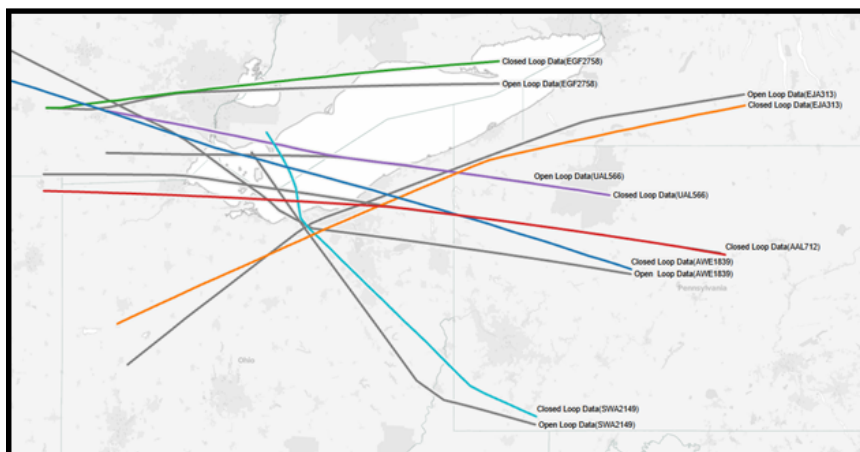 Closed Loop Data(EGF2758)
Open Loop Data(EGF2758)
Open Loop Data(EJA313)
Closed Loop Data(EJA313)
Open Loop Data(UAL566)
Closed Loop Data(UAL566)
Closed Loop Data(AAL712)
Closed Loop Data(AWE1839)
Open Loop Data(AWE1839)
Pennsylvania
Ohio
Closed Loop Data(SWA2149)
Open Loop Data(SWA2149)